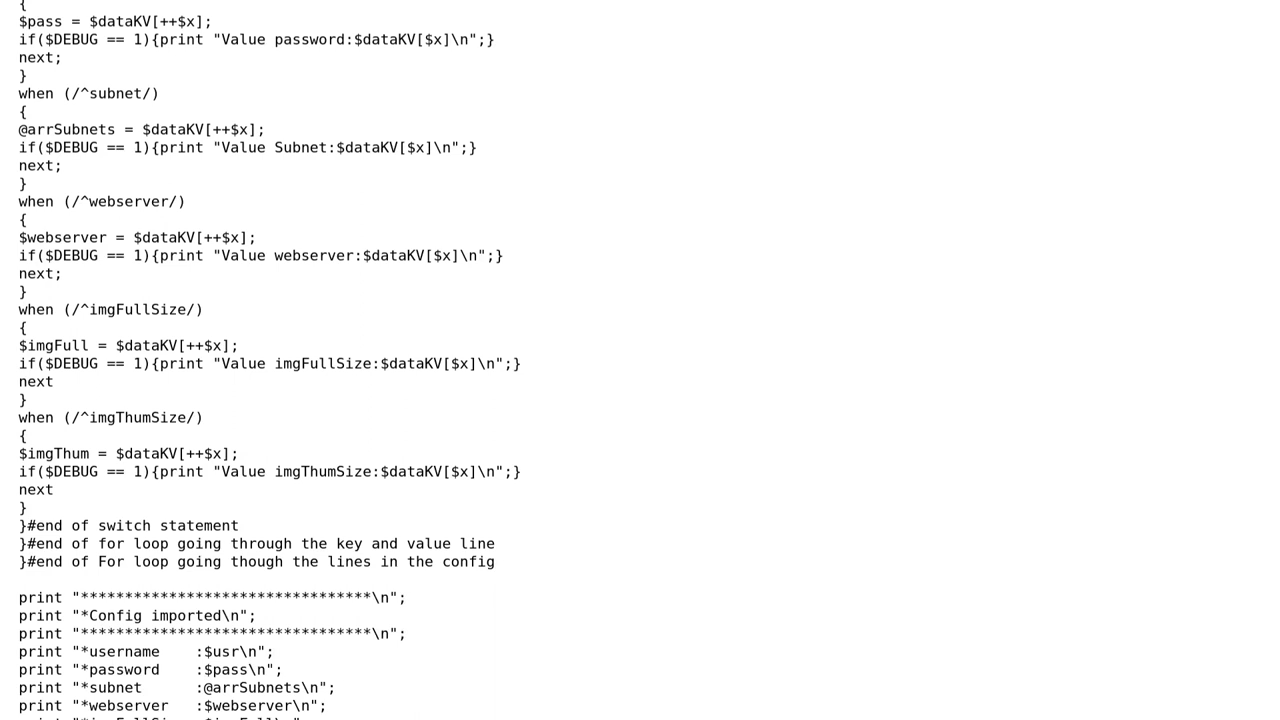 {
$pass = $dataKV[++$x];
if($DEBUG == 1){print "Value password:$dataKV[$x]\n";}
next;
}
when (/^subnet/)
{
@arrSubnets = $dataKV[++$x];
if($DEBUG == 1){print "Value Subnet:$dataKV[$x]\n";}
next;
}
when (/^webserver/)
{
$webserver = $dataKV[++$x];
if($DEBUG == 1){print "Value webserver:$dataKV[$x]\n";}
next;
}
when (/^imgFullSize/)
{
$imgFull = $dataKV[++$x];
if($DEBUG == 1){print "Value imgFullSize:$dataKV[$x]\n";}
next
}
when (/^imgThumSize/)
{
$imgThum = $dataKV[++$x];
if($DEBUG == 1){print "Value imgThumSize:$dataKV[$x]\n";}
next
}
}#end of switch statement
}#end of for loop going through the key and value line
}#end of For loop going though the lines in the config

print "*********************************\n";
print "*Config imported\n";
print "*********************************\n";
print "*username    :$usr\n";
print "*password    :$pass\n";
print "*subnet      :@arrSubnets\n";
print "*webserver   :$webserver\n";